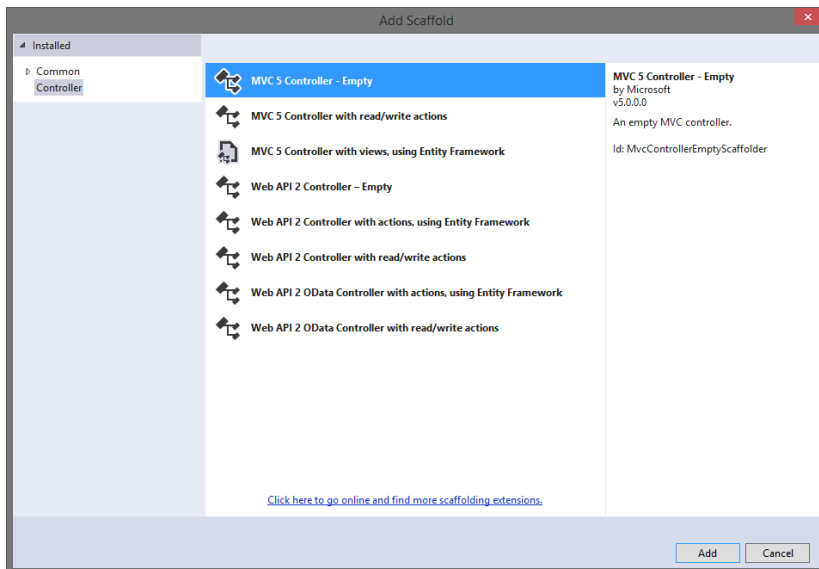 Add Scaffold
Installed
Common
Controller
MVC 5 Controller - Empty
MVC 5 Controller with read/write actions
MVC 5 Controller with views, using Entity Framework
Web API 2 Controller – Empty
Web API 2 Controller with actions, using Entity Framework
Web API 2 Controller with read/write actions
Web API 2 OData Controller with actions, using Entity Framework
Web API 2 OData Controller with read/write actions
Click here to go online and find more scaffolding extensions.
MVC 5 Controller - Empty
by Microsoft
v5.0.0.0
An empty MVC controller.
Id: MvcControllerEmptyScaffolder
Add
Cancel